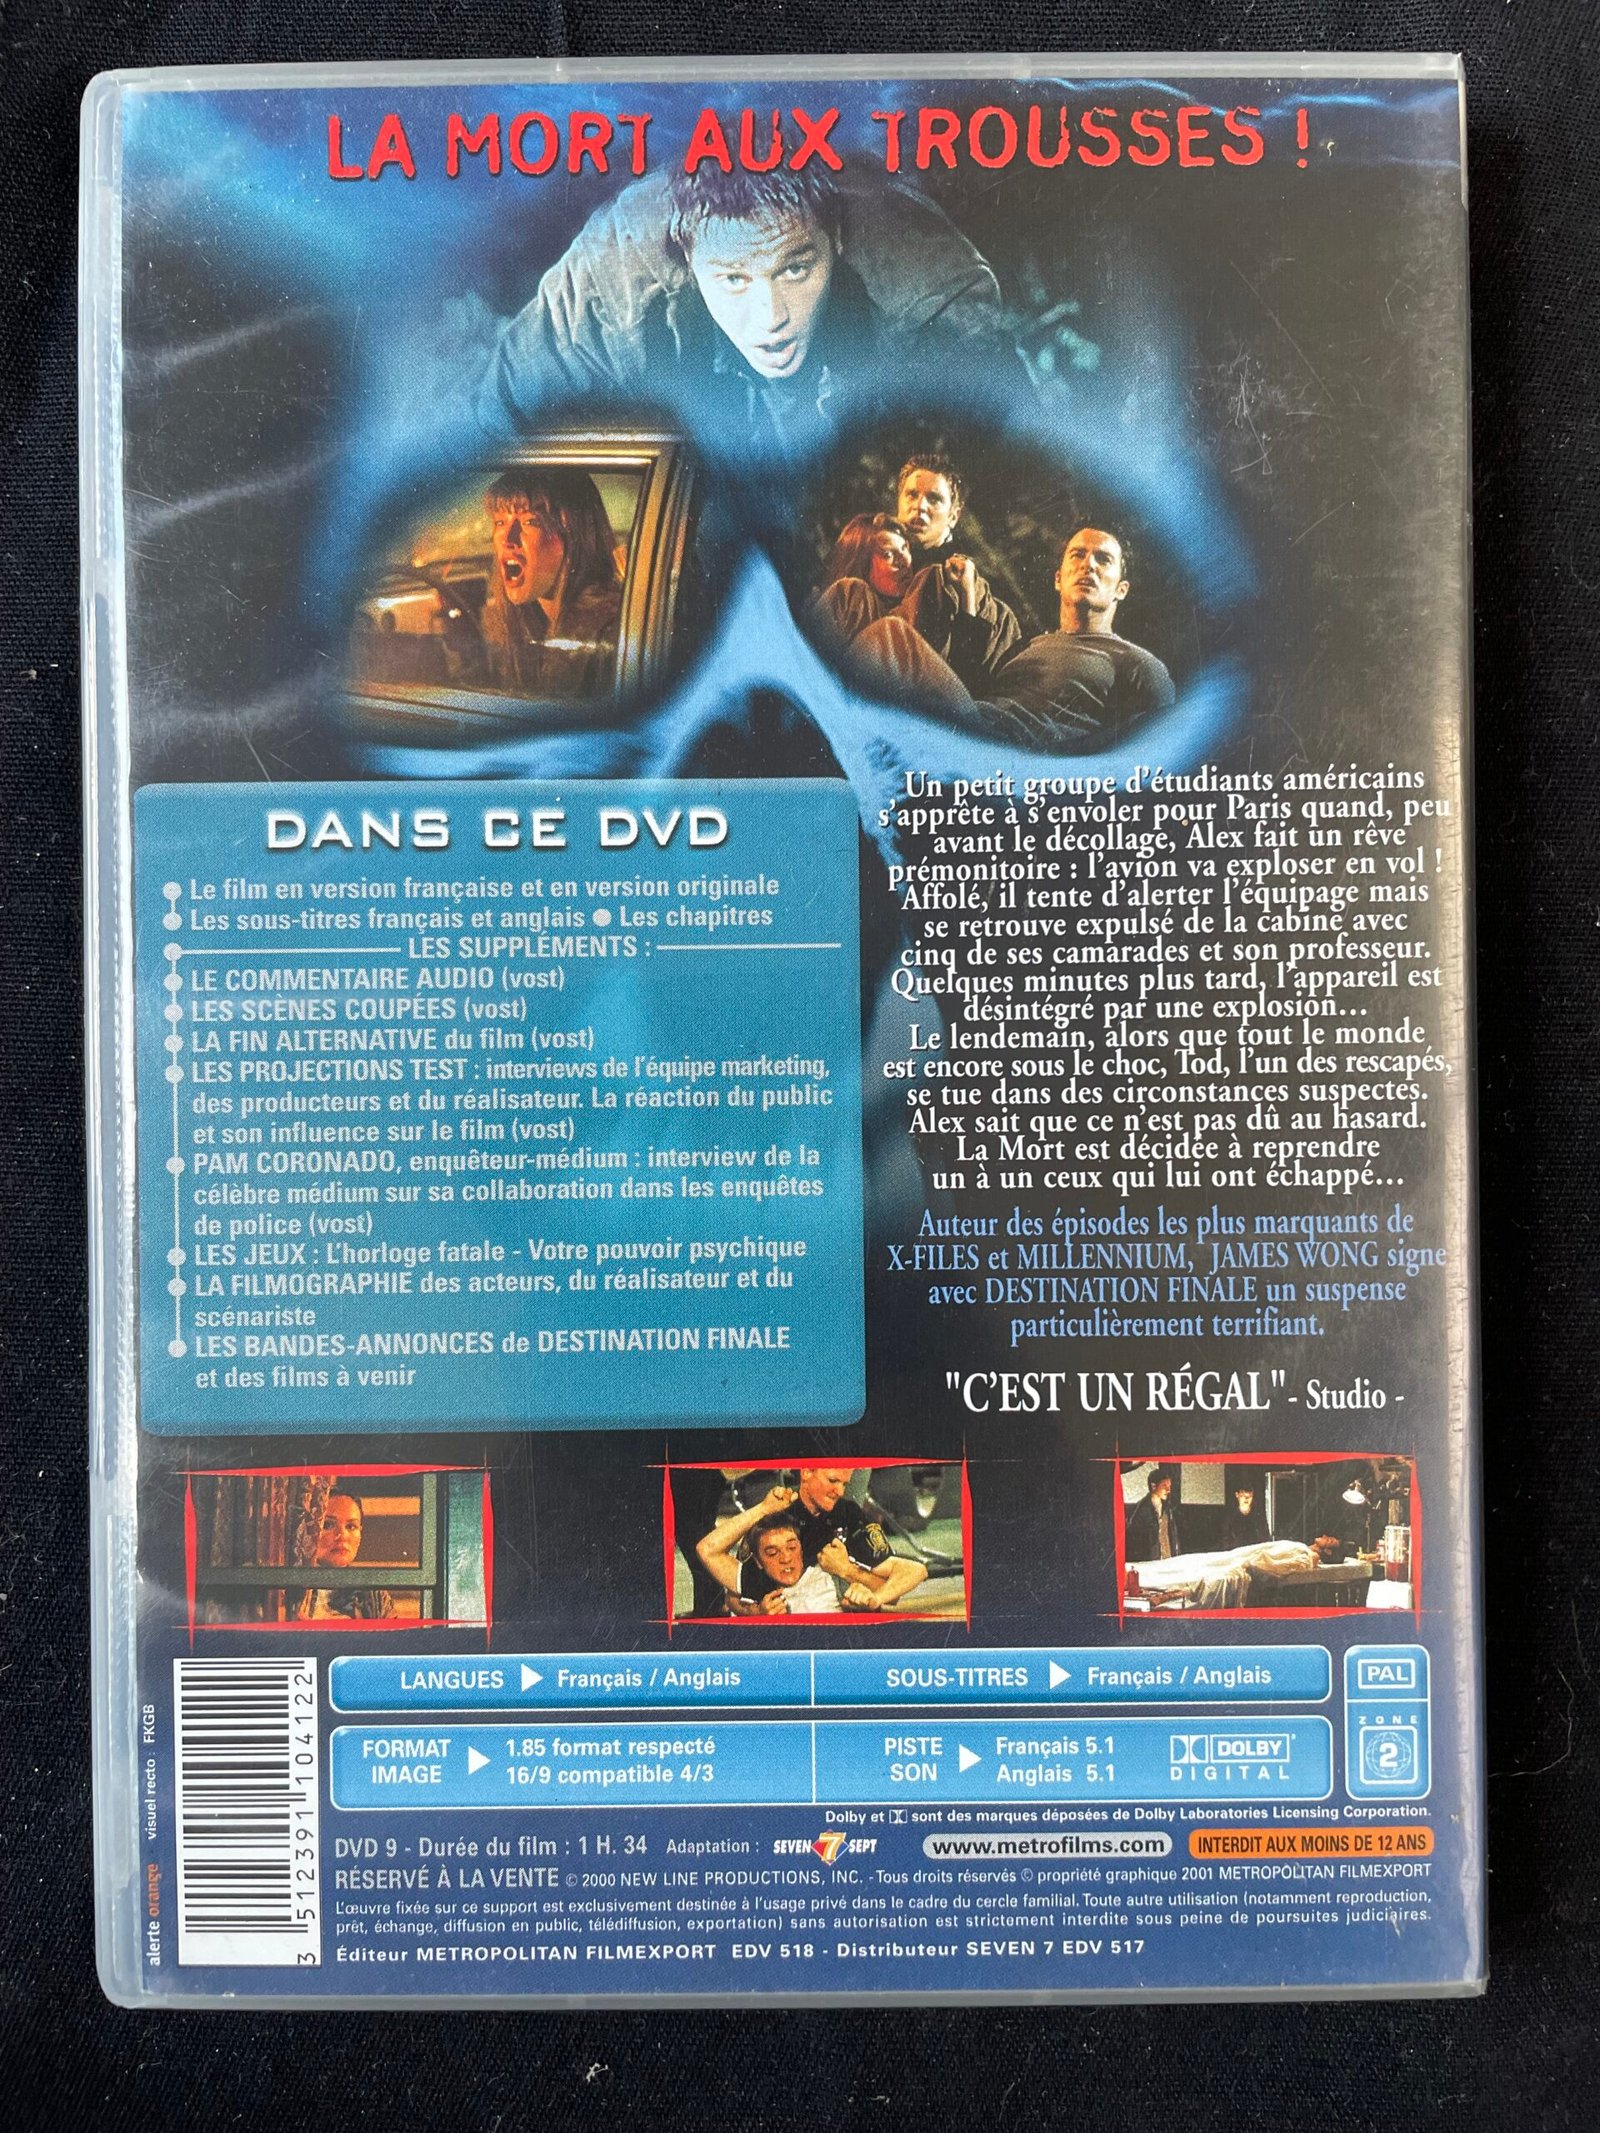 LA MORT AUX TROUSSES !
DANS CE DVD
Le film en version française et en version originale
Les sous-titres français et anglais ● Les chapitres
LES SUPPLÉMENTS :
LE COMMENTAIRE AUDIO (vost)
LES SCÈNES COUPÉES (vost)
LA FIN ALTERNATIVE du film (vost)
LES PROJECTIONS TEST : interviews de l'équipe marketing,
des producteurs et du réalisateur. La réaction du public
et son influence sur le film (vost)
PAM CORONADO, enquêteur-médium : interview de la
célèbre médium sur sa collaboration dans les enquêtes
de police (vost)
LES JEUX : L'horloge fatale - Votre pouvoir psychique
LA FILMOGRAPHIE des acteurs, du réalisateur et du
scénariste
LES BANDES-ANNONCES de DESTINATION FINALE
et des films à venir
Un petit groupe d'étudiants américains
s'apprête à s'envoler pour Paris quand, peu
avant le décollage, Alex fait un rêve
prémonitoire : l'avion va exploser en vol !
Affolé, il tente d'alerter l'équipage mais
se retrouve expulsé de la cabine avec
cinq de ses camarades et son professeur.
Quelques minutes plus tard, l'appareil est
désintégré par une explosion...
Le lendemain, alors que tout le monde
est encore sous le choc, Tod, l'un des rescapés,
se tue dans des circonstances suspectes.
Alex sait que ce n'est pas dû au hasard.
La Mort est décidée à reprendre
un à un ceux qui lui ont échappé...
Auteur des épisodes les plus marquants de
X-FILES et MILLENNIUM, JAMES WONG signe
avec DESTINATION FINALE un suspense
particulièrement terrifiant.
"C'EST UN RÉGAL" - Studio -
LANGUES Français / Anglais
SOUS-TITRES Français / Anglais
PAL
FORMAT IMAGE 1.85 format respecté
16/9 compatible 4/3
PISTE SON Français 5.1
Anglais 5.1
DOLBY
DIGITAL
ZONE
2
Dolby et sont des marques déposées de Dolby Laboratories Licensing Corporation.
DVD 9 - Durée du film : 1 H. 34 Adaptation : SEVEN 7 SEPT www.metrofilms.com INTERDIT AUX MOINS DE 12 ANS
RÉSERVÉ À LA VENTE © 2000 NEW LINE PRODUCTIONS, INC. - Tous droits réservés © propriété graphique 2001 METROPOLITAN FILMEXPORT
L'œuvre fixée sur ce support est exclusivement destinée à l'usage privé dans le cadre du cercle familial. Toute autre utilisation (notamment reproduction,
prêt, échange, diffusion en public, télédiffusion, exportation) sans autorisation est strictement interdite sous peine de poursuites judiciaires.
Éditeur METROPOLITAN FILMEXPORT EDV 518 - Distributeur SEVEN 7 EDV 517
3 512391 104122
alerte orange visuel recto : FKGB